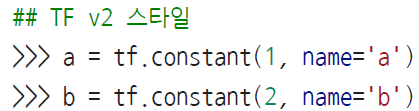 ## TF v2 스타일
>>> a = tf.constant(1, name='a')
>>> b = tf.constant(2, name='b')